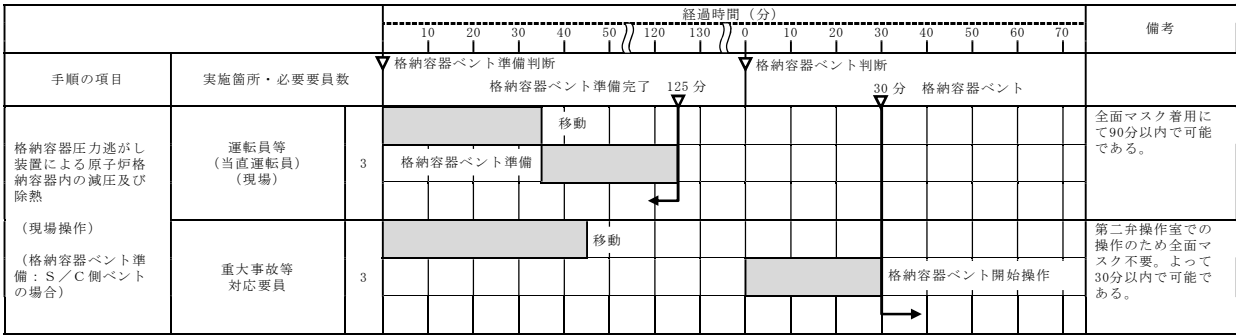 経過時間（分）
備考
10 20 30 40 50 120 130 0 10 20 30 40 50 60 70
手順の項目
実施箇所・必要要員数
格納容器ベント準備判断
格納容器ベント判断
格納容器ベント準備完了 125分
30分 格納容器ベント
格納容器圧力逃がし
装置による原子炉格
納容器内の減圧及び
除熱
（現場操作）
（格納容器ベント準
備：Ｓ／Ｃ側ベント
の場合）
運転員等
（当直運転員）
（現場）
3
移動
格納容器ベント準備
全面マスク着用に
て90分以内で可能
である。
重大事故等
対応要員
3
移動
格納容器ベント開始操作
第二弁操作室での
操作のため全面マ
スク不要。よって
30分以内で可能で
ある。